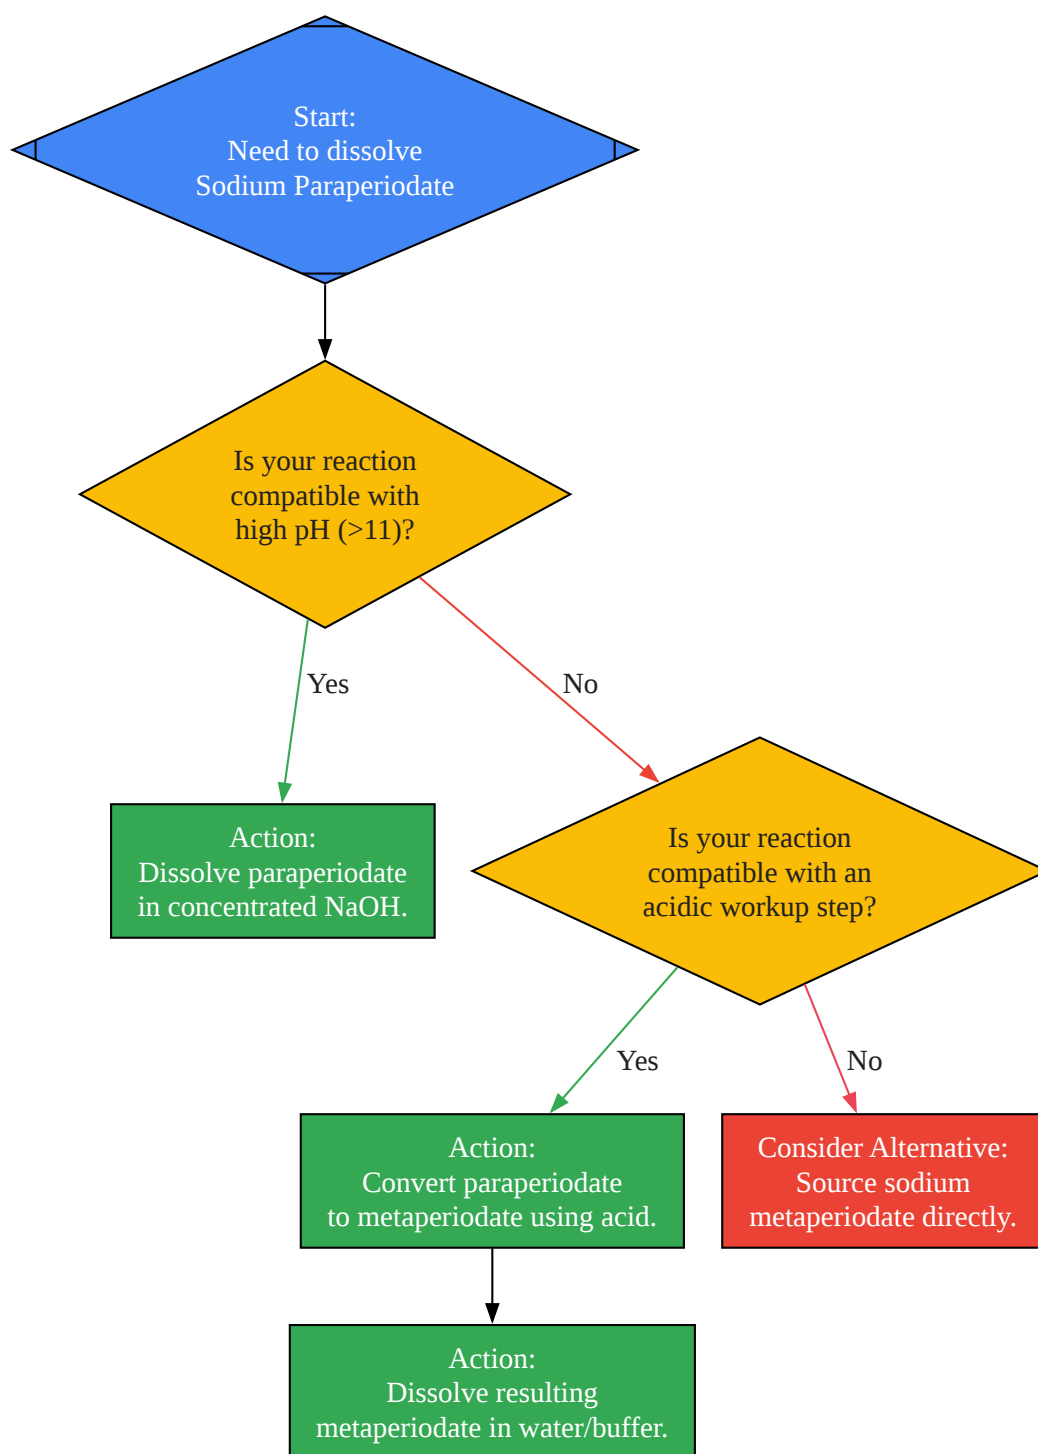 Start:
Need to dissolve
Sodium Paraperiodate
Is your reaction
compatible with
high pH (>11)?
Yes
No
Action:
Dissolve paraperiodate
in concentrated NaOH.
Is your reaction
compatible with an
acidic workup step?
Yes
No
Action:
Convert paraperiodate
to metaperiodate using acid.
Consider Alternative:
Source sodium
metaperiodate directly.
Action:
Dissolve resulting
metaperiodate in water/buffer.